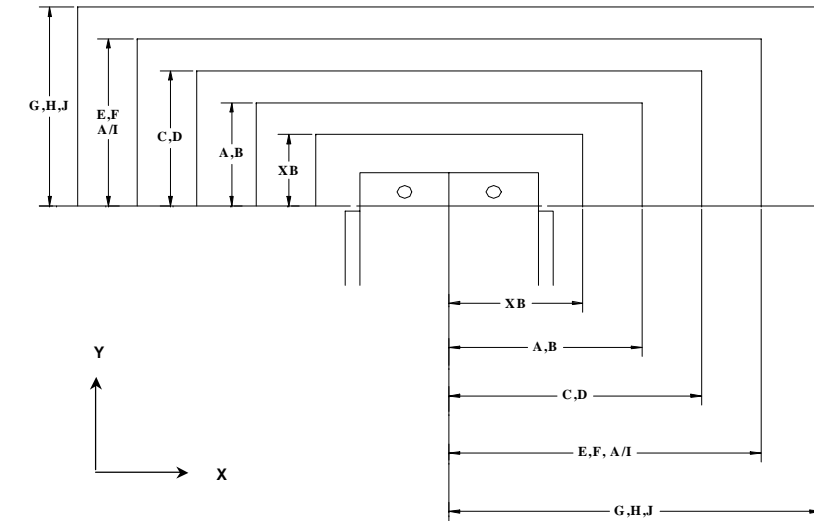 G,H,J
E,F
A/I
C,D
A,B
XB
XB
A,B
C,D
E,F, A/I
G,H,J
Y
X